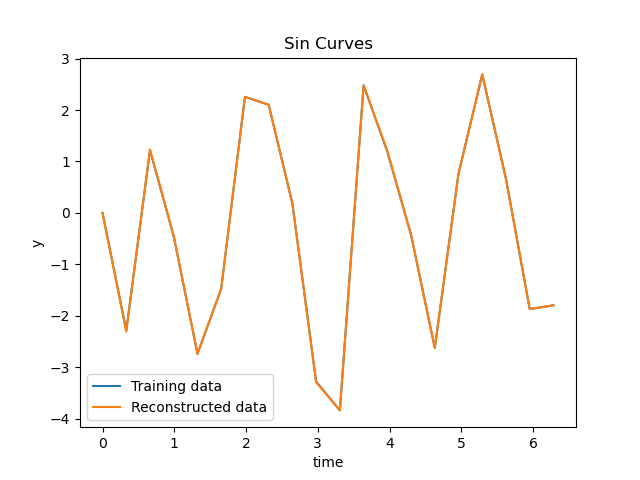 Sin Curves
3
2
1
0
−1
−2
−3
−4
y
Training data
Reconstructed data
0 1 2 3 4 5 6
time